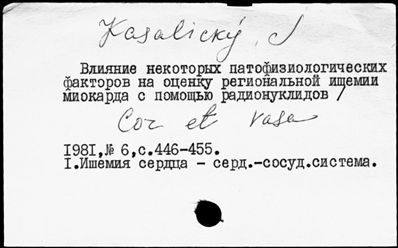 Kasalický, J
Влияние некоторых патофизиологических
факторов на оценку региональной ишемии
миокарда с помощью радионуклидов /
Cor et vasa
1981,№ 6,с.446-455.
I.Ишемия сердца - серд.-сосуд.система.